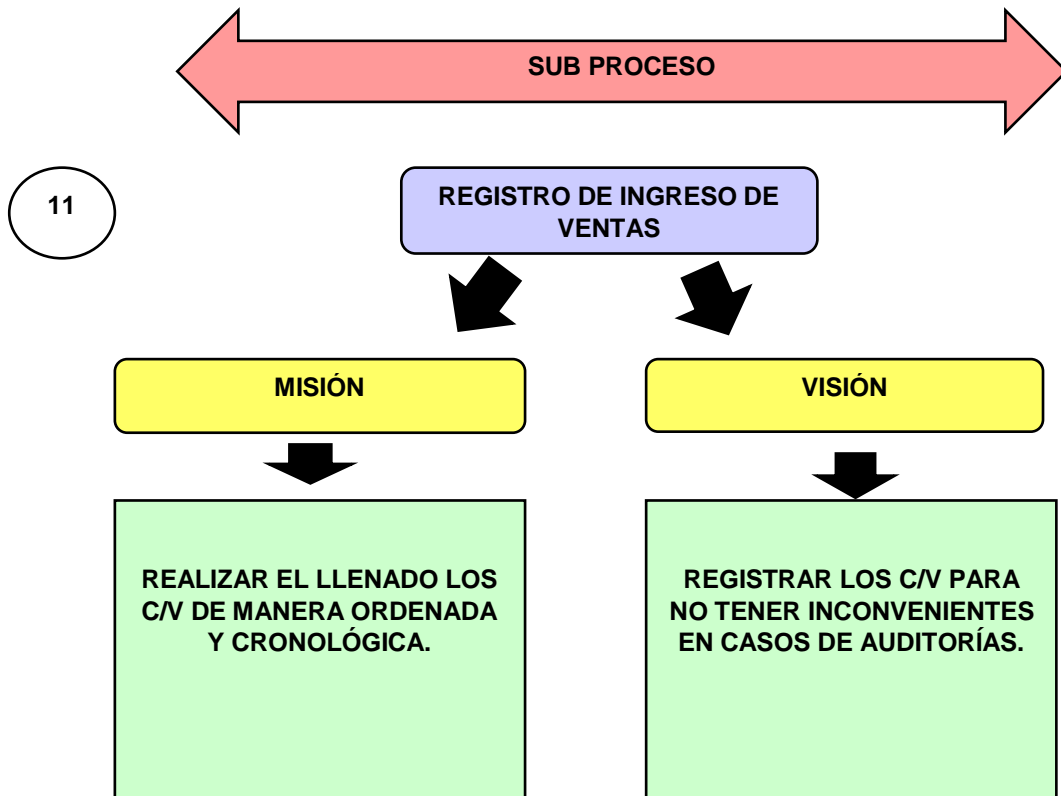 SUB PROCESO
11
REGISTRO DE INGRESO DE
VENTAS
MISIÓN
VISIÓN
REALIZAR EL LLENADO LOS
C/V DE MANERA ORDENADA
Y CRONOLÓGICA.
REGISTRAR LOS C/V PARA
NO TENER INCONVENIENTES
EN CASOS DE AUDITORÍAS.